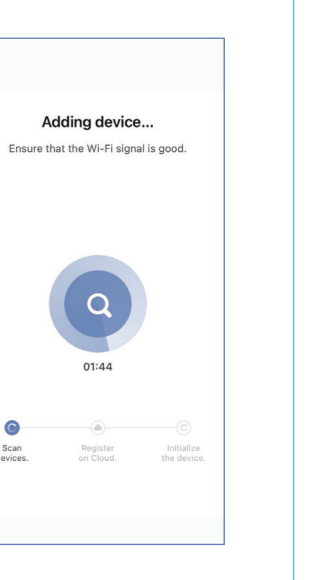 Adding device...
Ensure that the Wi-Fi signal is good.
01:44
Scan Register Initialize
evices. on Cloud. the device.